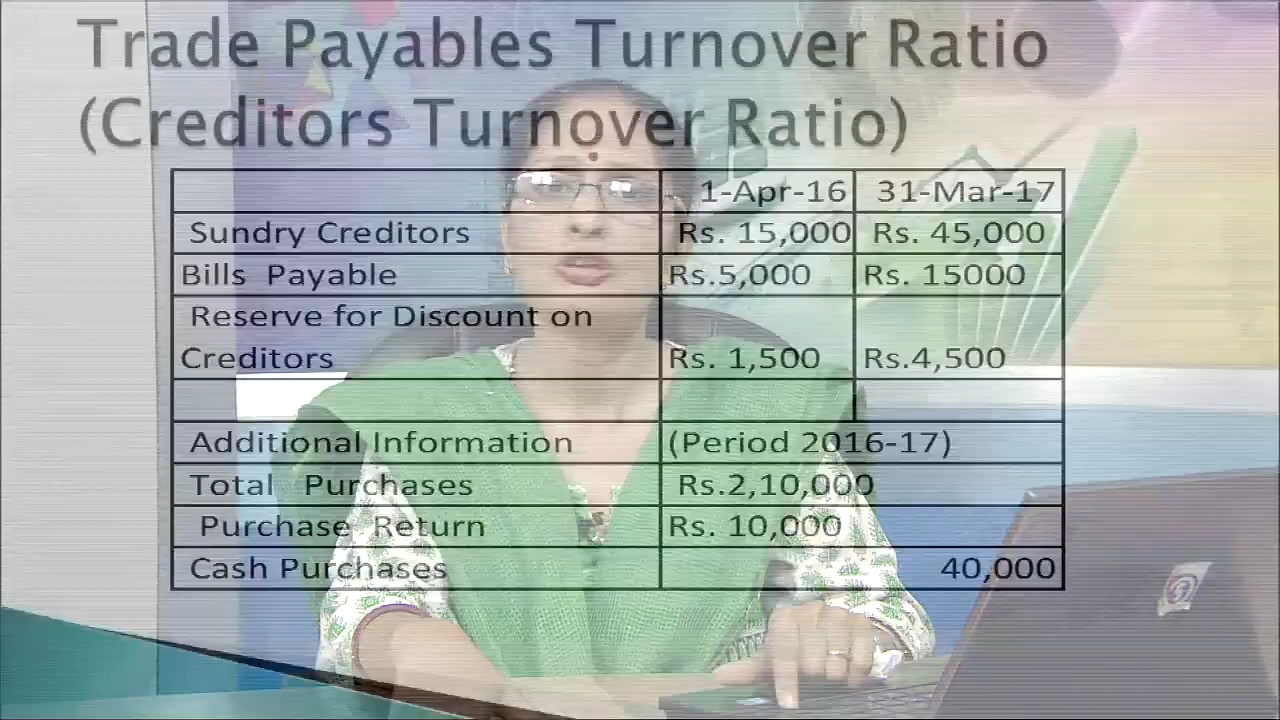 Trade Payables Turnover Ratio
(Creditors Turnover Ratio)
1-Apr-16 31-Mar-17
Sundry Creditors Rs. 15,000 Rs. 45,000
Bills Payable Rs.5,000 Rs. 15000
Reserve for Discount on
Creditors Rs. 1,500 Rs.4,500
Additional Information (Period 2016-17)
Total Purchases Rs.2,10,000
Purchase Return Rs. 10,000
Cash Purchases 40,000